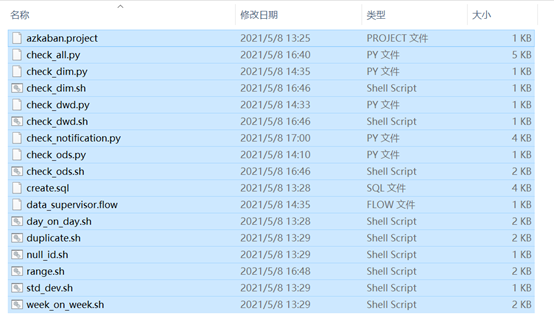 名称 修改日期 类型 大小
azkaban.project 2021/5/8 13:25 PROJECT 文件 1 KB
check_all.py 2021/5/8 16:40 PY 文件 5 KB
check_dim.py 2021/5/8 14:35 PY 文件 1 KB
check_dim.sh 2021/5/8 16:46 Shell Script 1 KB
check_dwd.py 2021/5/8 14:33 PY 文件 1 KB
check_dwd.sh 2021/5/8 16:46 Shell Script 1 KB
check_notification.py 2021/5/8 17:00 PY 文件 4 KB
check_ods.py 2021/5/8 14:10 PY 文件 1 KB
check_ods.sh 2021/5/8 16:46 Shell Script 2 KB
create.sql 2021/5/8 13:28 SQL 文件 4 KB
data_supervisor.flow 2021/5/8 14:35 FLOW 文件 1 KB
day_on_day.sh 2021/5/8 13:28 Shell Script 2 KB
duplicate.sh 2021/5/8 13:29 Shell Script 2 KB
null_id.sh 2021/5/8 13:29 Shell Script 1 KB
range.sh 2021/5/8 16:48 Shell Script 2 KB
std_dev.sh 2021/5/8 13:29 Shell Script 1 KB
week_on_week.sh 2021/5/8 13:29 Shell Script 2 KB